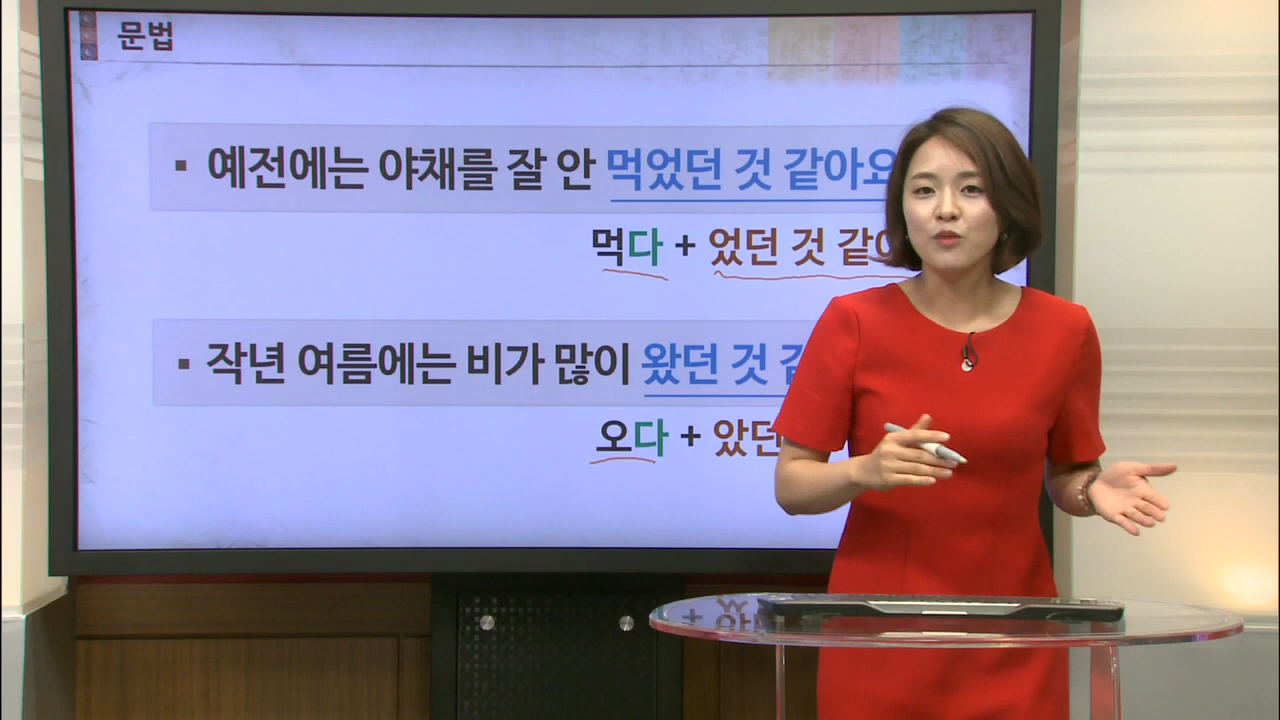 문법
▪ 예전에는 야채를 잘 안 먹었던 것 같아요
먹다 + 었던 것
▪ 작년 여름에는 비가 많이 왔던 것
오다 + 았던